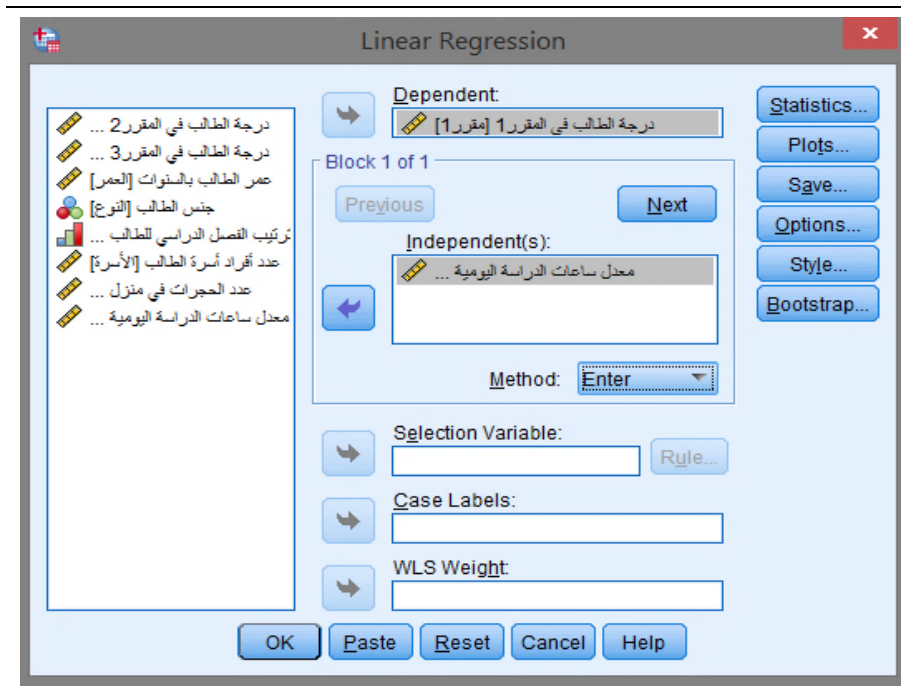 Linear Regression
x
درجة الطالب في المقرر2 ...
درجة الطالب في المقرر3 ...
عمر الطالب بالسنوات [العمر]
جنس الطالب [النوع]
ترتيب الفصل الدراسي للطالب ...
عدد أفراد أسرة الطالب [الأسرة]
عدد الحجرات في منزل ...
معدل ساعات الدراسة اليومية ...
Dependent:
درجة الطالب في المقرر1 [مقرر1]
Block 1 of 1
Previous
Next
Independent(s):
معدل ساعات الدراسة اليومية ...
Method: Enter
Selection Variable:
Rule...
Case Labels:
WLS Weight:
Statistics...
Plots...
Save...
Options...
Style...
Bootstrap...
OK Paste Reset Cancel Help